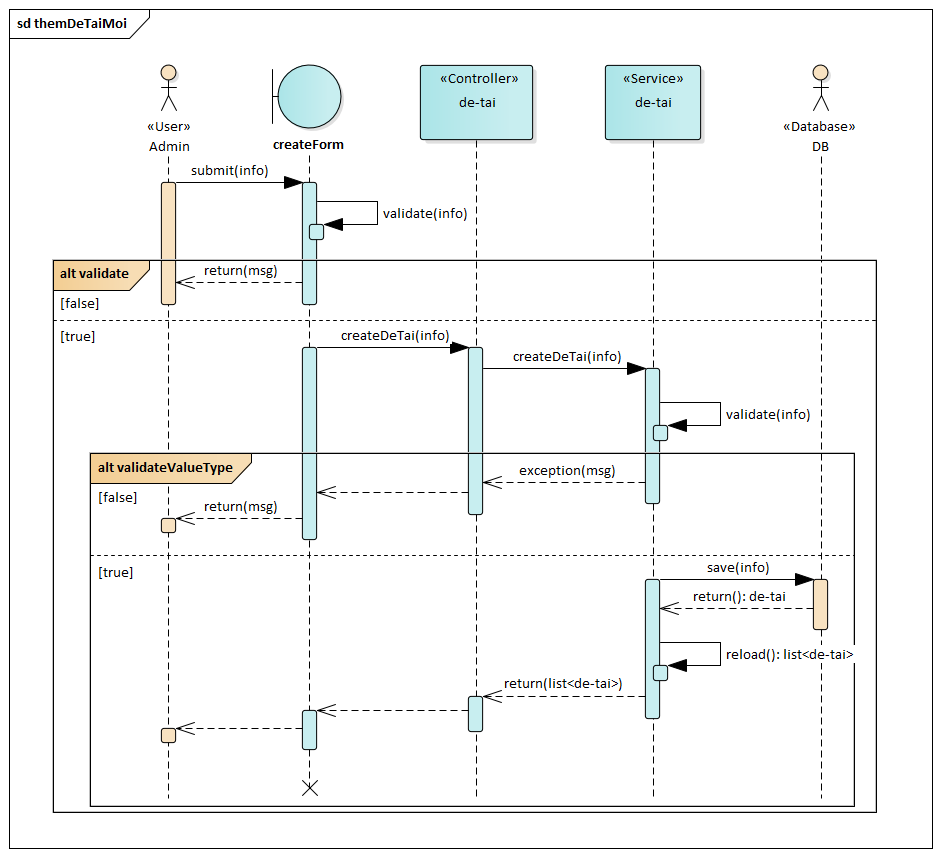 sd themDeTaiMoi
«User»
Admin
createForm
«Controller»
de-tai
«Service»
de-tai
«Database»
DB
submit(info)
validate(info)
alt validate
return(msg)
[false]
[true]
createDeTai(info)
createDeTai(info)
validate(info)
alt validateValueType
exception(msg)
[false]
return(msg)
[true]
save(info)
return(): de-tai
reload(): list<de-tai>
return(list<de-tai>)